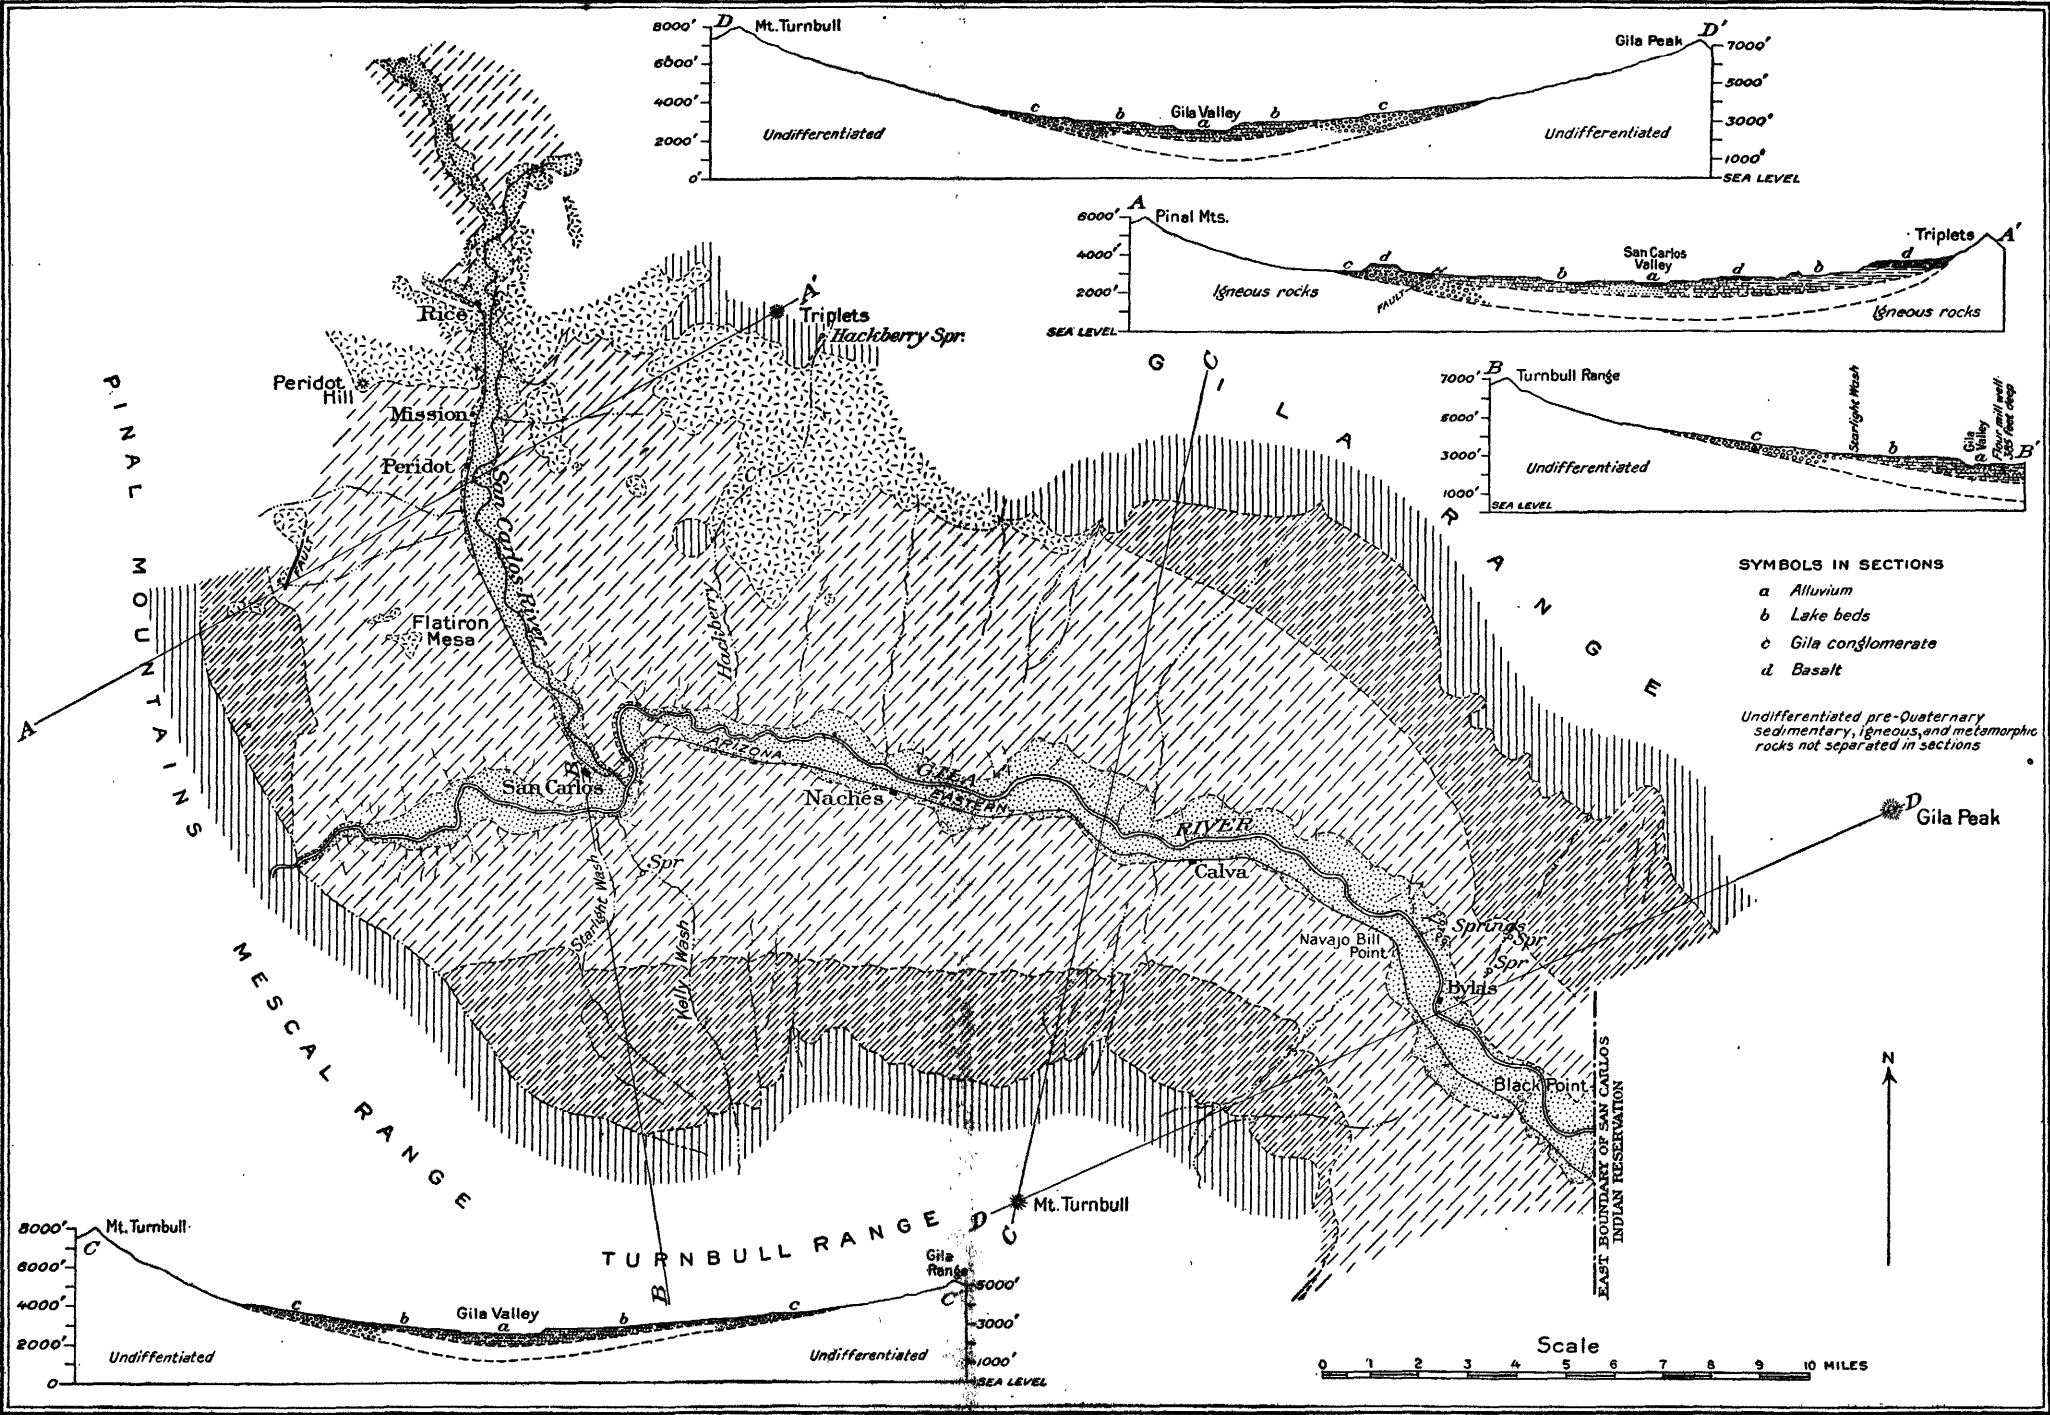 8000'
D
Mt. Turnbull
6000'
4000'
2000'
0'
c
b
Gila Valley
a
b
c
Undifferentiated
Undifferentiated
Gila Peak
D'
7000'
5000'
3000'
1000'
SEA LEVEL
A
6000'
Pinal Mts.
4000'
2000'
SEA LEVEL
c
d
b
San Carlos
Valley
a
d
b
d
Triplets
A'
Igneous rocks
FAULT
Igneous rocks
B
7000'
Turnbull Range
5000'
3000'
1000'
SEA LEVEL
Undifferentiated
c
Starlight Wash
b
Gila
Valley
a
Flour mill well
385 feet deep
B'
SYMBOLS IN SECTIONS
a Alluvium
b Lake beds
c Gila conglomerate
d Basalt
Undifferentiated pre-Quaternary
sedimentary, igneous, and metamorphic
rocks not separated in sections
GILA RANGE
C'
A'
Triplets
Hackberry Spr.
Rice
Peridot
Hill
Mission
Peridot
San Carlos River
PINAL MOUNTAINS
FAULT
Flatiron
Mesa
Hackberry
A
B'
San Carlos
ARIZONA
EASTERN
GILA
RIVER
Naches
Calva
Spr
Starlight Wash
Kelly Wash
Navajo Bill
Point
Springs
Spr
Spr
Bylas
Black Point
D'
Gila Peak
EAST BOUNDARY OF SAN CARLOS
INDIAN RESERVATION
N
MESCAL RANGE
TURNBULL RANGE
D
Mt. Turnbull
C
B
8000'
Mt. Turnbull
C
6000'
4000'
2000'
0
c
b
Gila Valley
a
b
c
Undiffentiated
Undifferentiated
Gila
Range
C'
5000'
3000'
1000'
SEA LEVEL
Scale
0 1 2 3 4 5 6 7 8 9 10 MILES